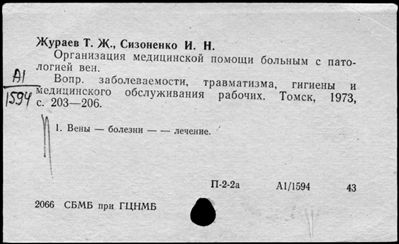 Жураев Т. Ж., Сизоненко И. Н.
Организация медицинской помощи больным с пато-
логией вен.
Вопр. заболеваемости, травматизма, гигиены и
медицинского обслуживания рабочих. Томск, 1973,
с. 203—206.
А1
1594
1. Вены — болезни — — лечение.
П-2-2а А1/1594 43
2066 СБМБ при ГЦНМБ